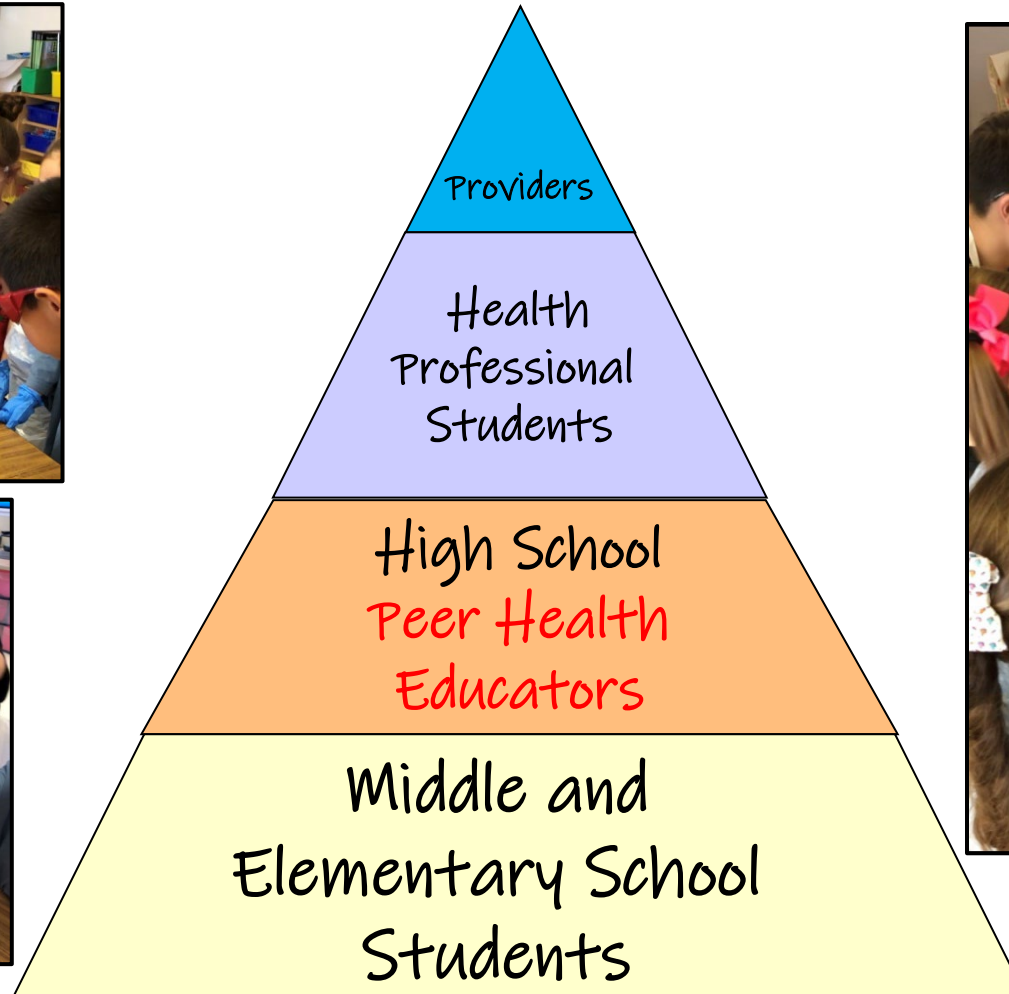 Providers
Health
Professional
Students
High School
Peer Health
Educators
Middle and
Elementary School
Students